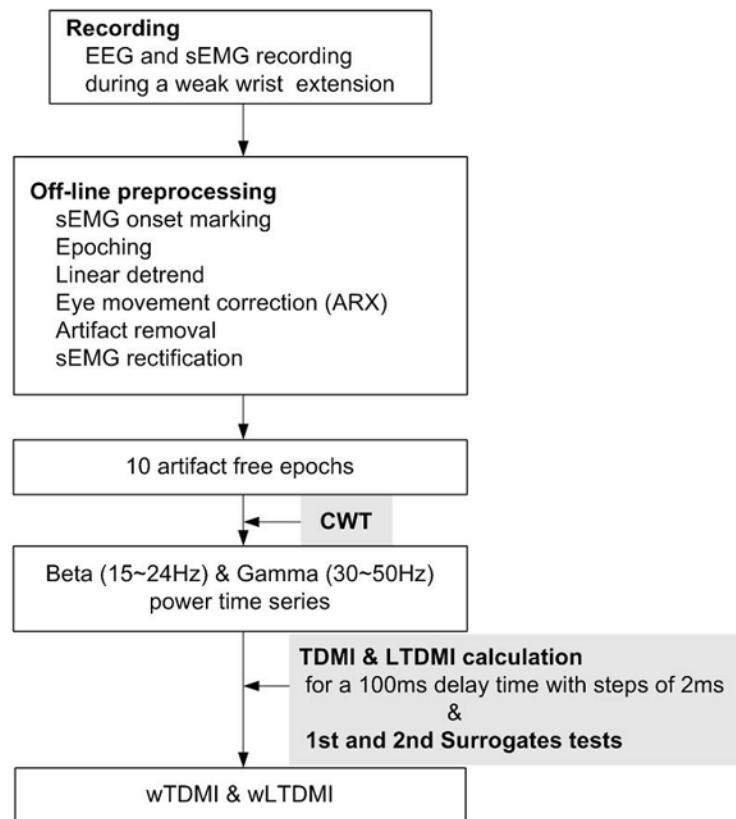 Recording
EEG and sEMG recording
during a weak wrist extension
Off-line preprocessing
sEMG onset marking
Epoching
Linear detrend
Eye movement correction (ARX)
Artifact removal
sEMG rectification
10 artifact free epochs
CWT
Beta (15~24Hz) & Gamma (30~50Hz)
power time series
TDMI & LTDMI calculation
for a 100ms delay time with steps of 2ms
&
1st and 2nd Surrogates tests
wTDMI & wLTDMI